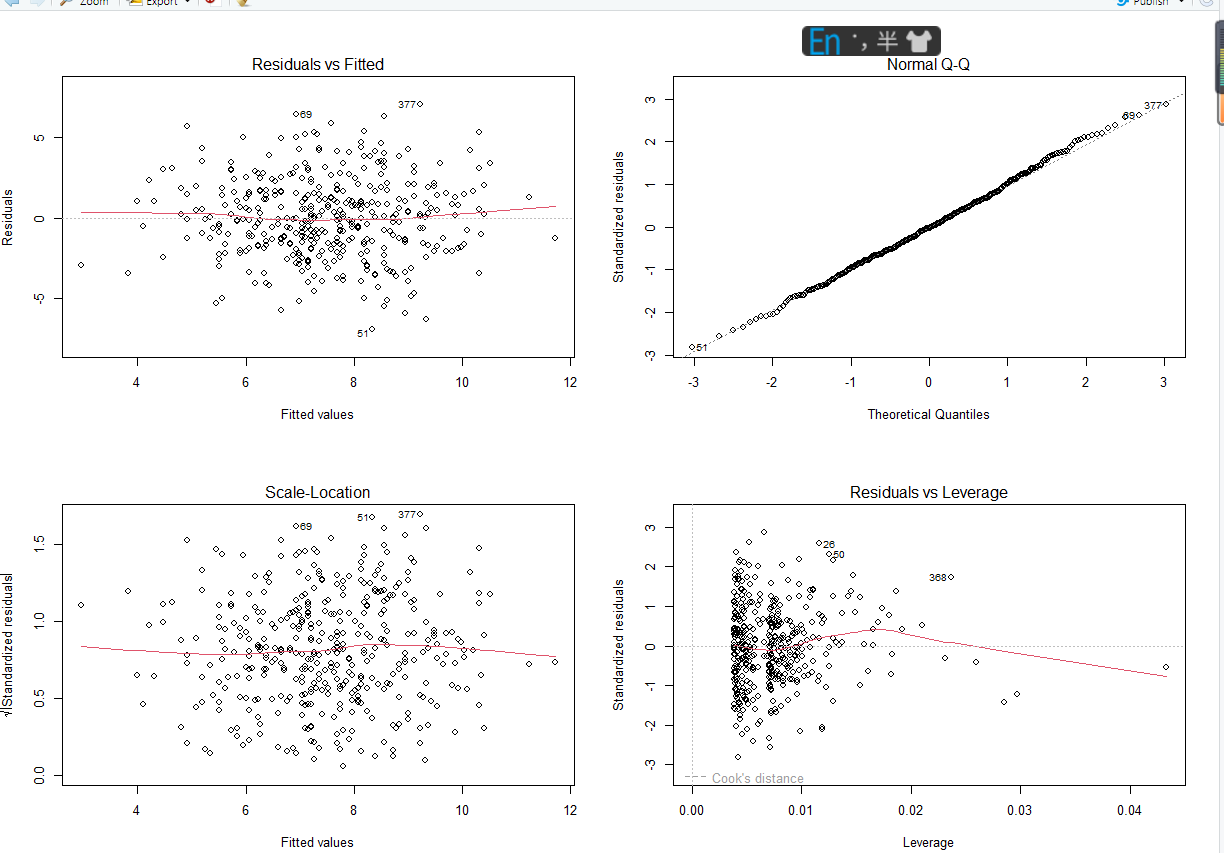 Zoom Export Publish
En 半
Residuals vs Fitted
Residuals
5
0
-5
69
377
51
4 6 8 10 12
Fitted values
Normal Q-Q
Standardized residuals
3
2
1
0
-1
-2
-3
69
377
51
-3 -2 -1 0 1 2 3
Theoretical Quantiles
Scale-Location
√|Standardized residuals|
1.5
1.0
0.5
0.0
69
51
377
4 6 8 10 12
Fitted values
Residuals vs Leverage
Standardized residuals
3
2
1
0
-1
-2
-3
26
50
368
Cook's distance
0.00 0.01 0.02 0.03 0.04
Leverage